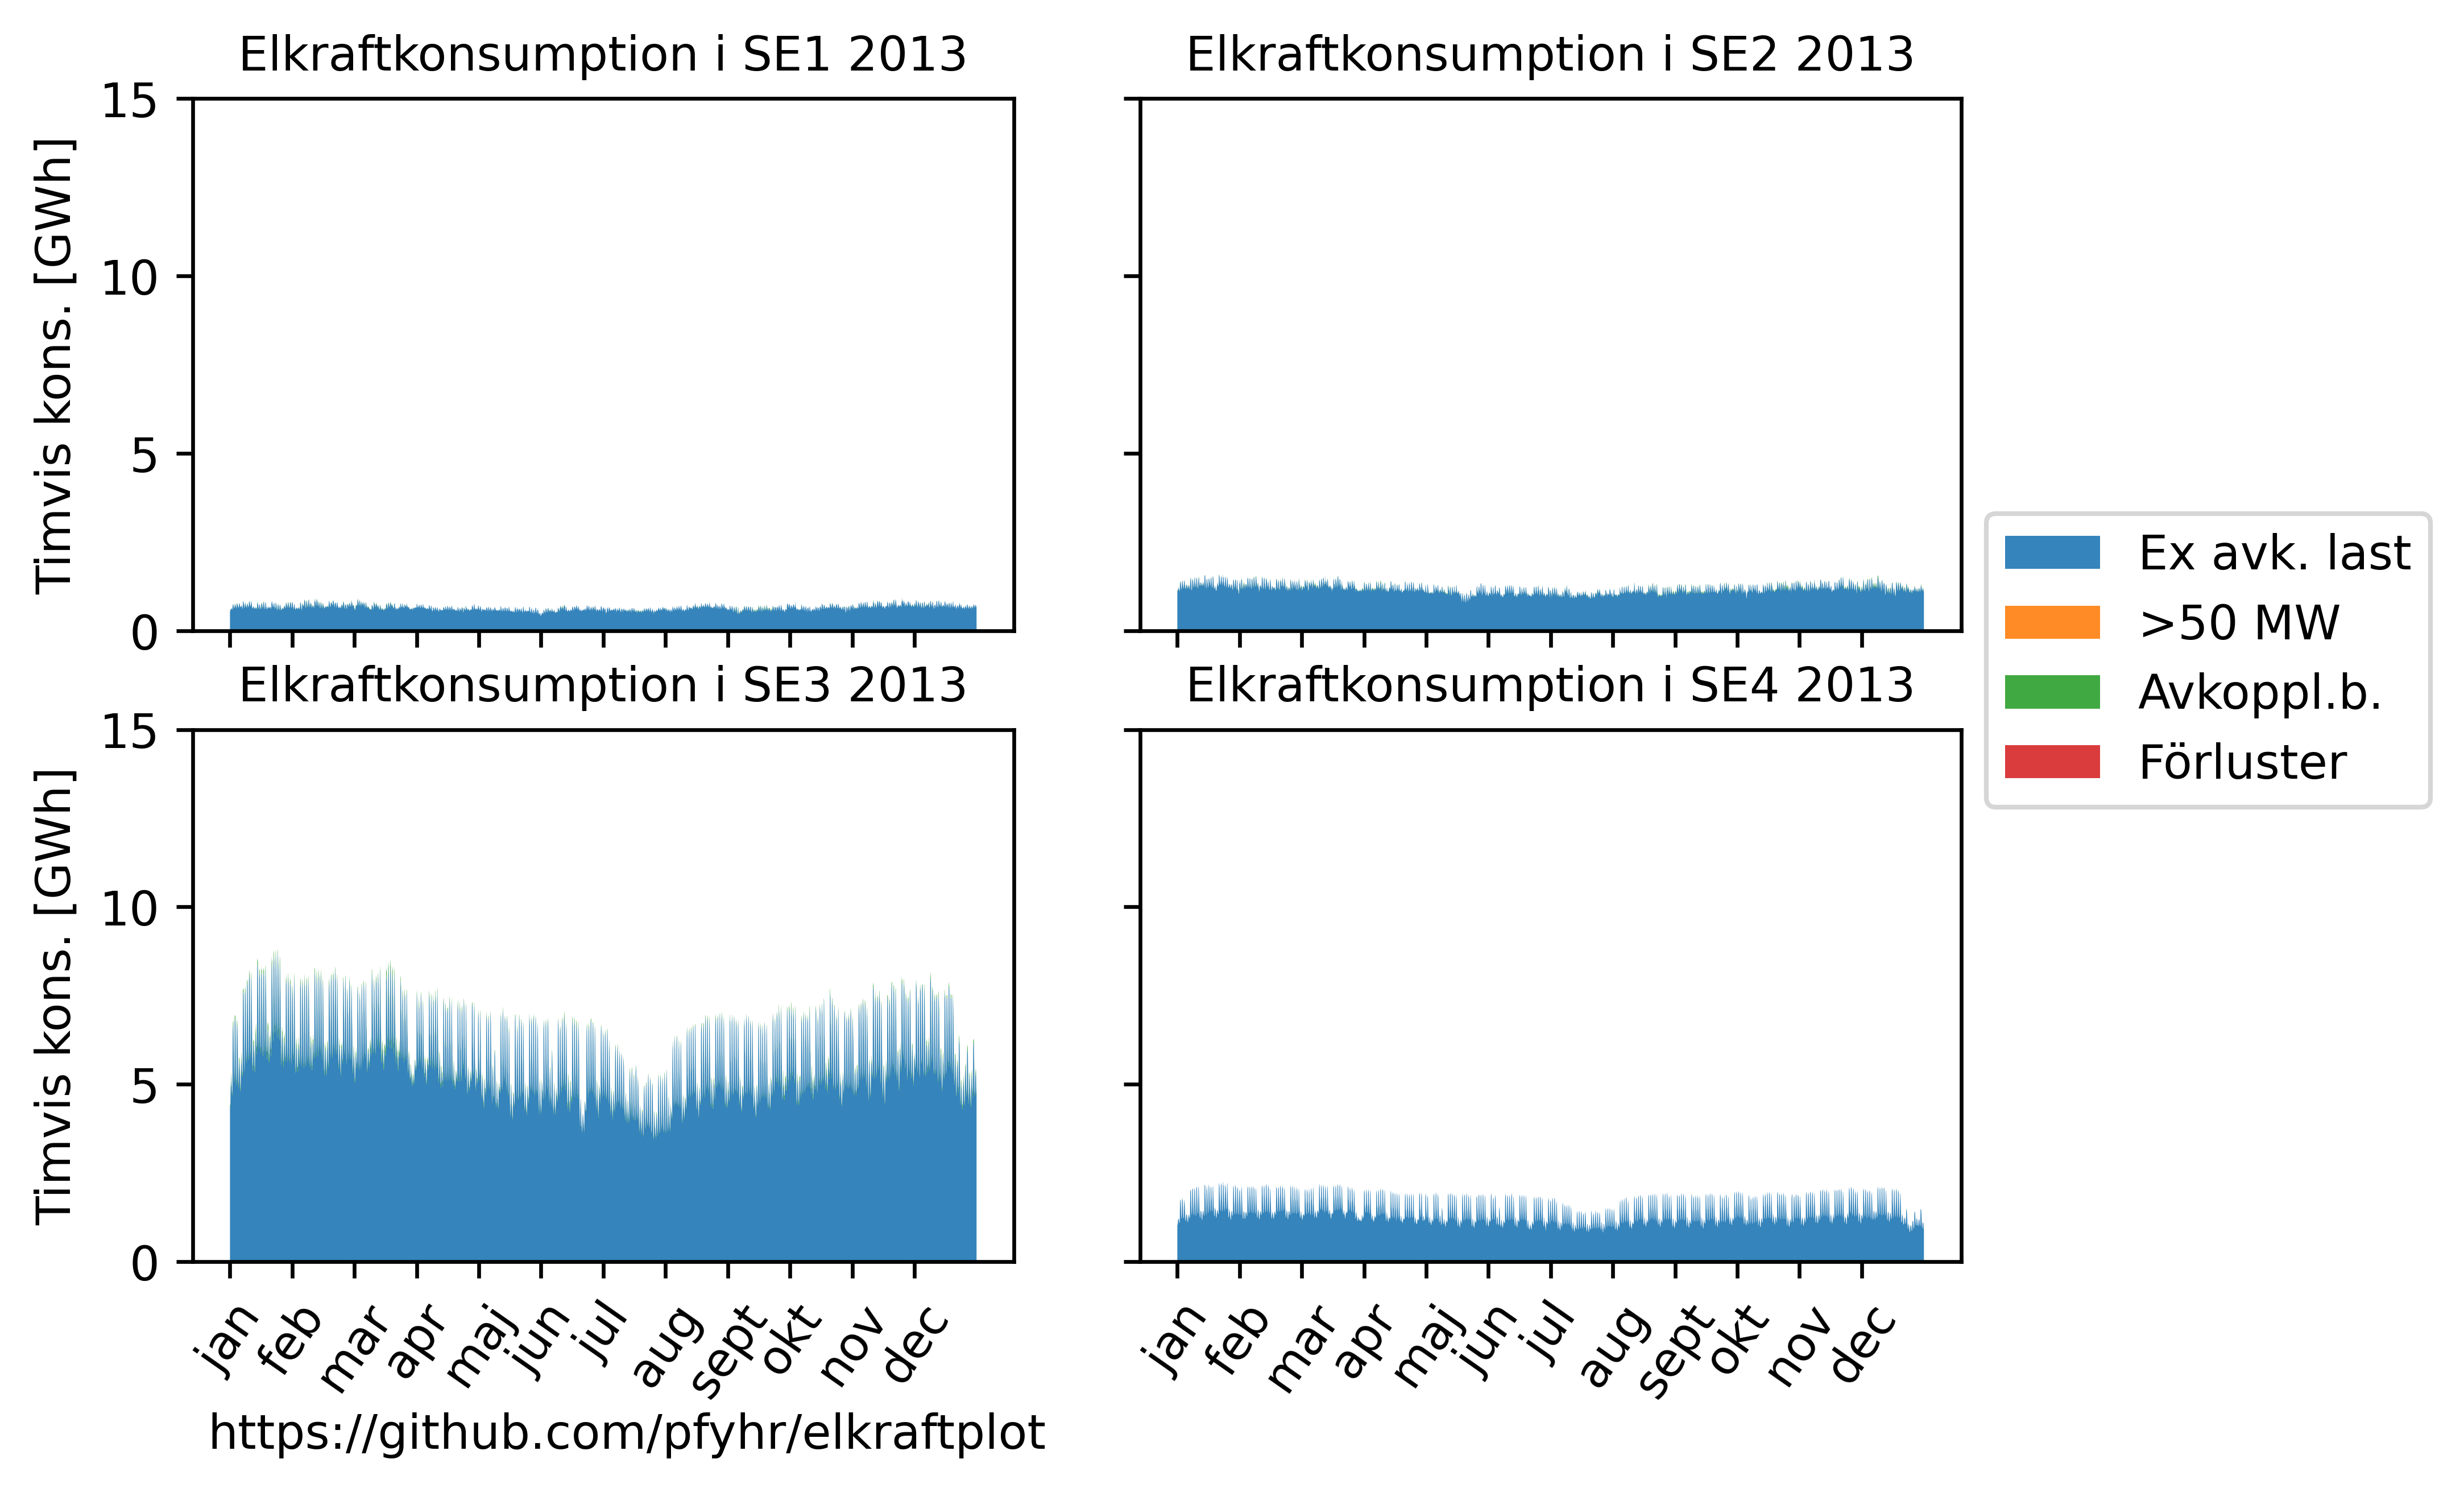 Elkraftkonsumption i SE1 2013
Elkraftkonsumption i SE2 2013
Timvis kons. [GWh]
15
10
5
0
Ex avk. last
>50 MW
Avkoppl.b.
Förluster
Elkraftkonsumption i SE3 2013
Elkraftkonsumption i SE4 2013
Timvis kons. [GWh]
15
10
5
0
jan feb mar apr maj jun jul aug sept okt nov dec
jan feb mar apr maj jun jul aug sept okt nov dec
https://github.com/pfyhr/elkraftplot